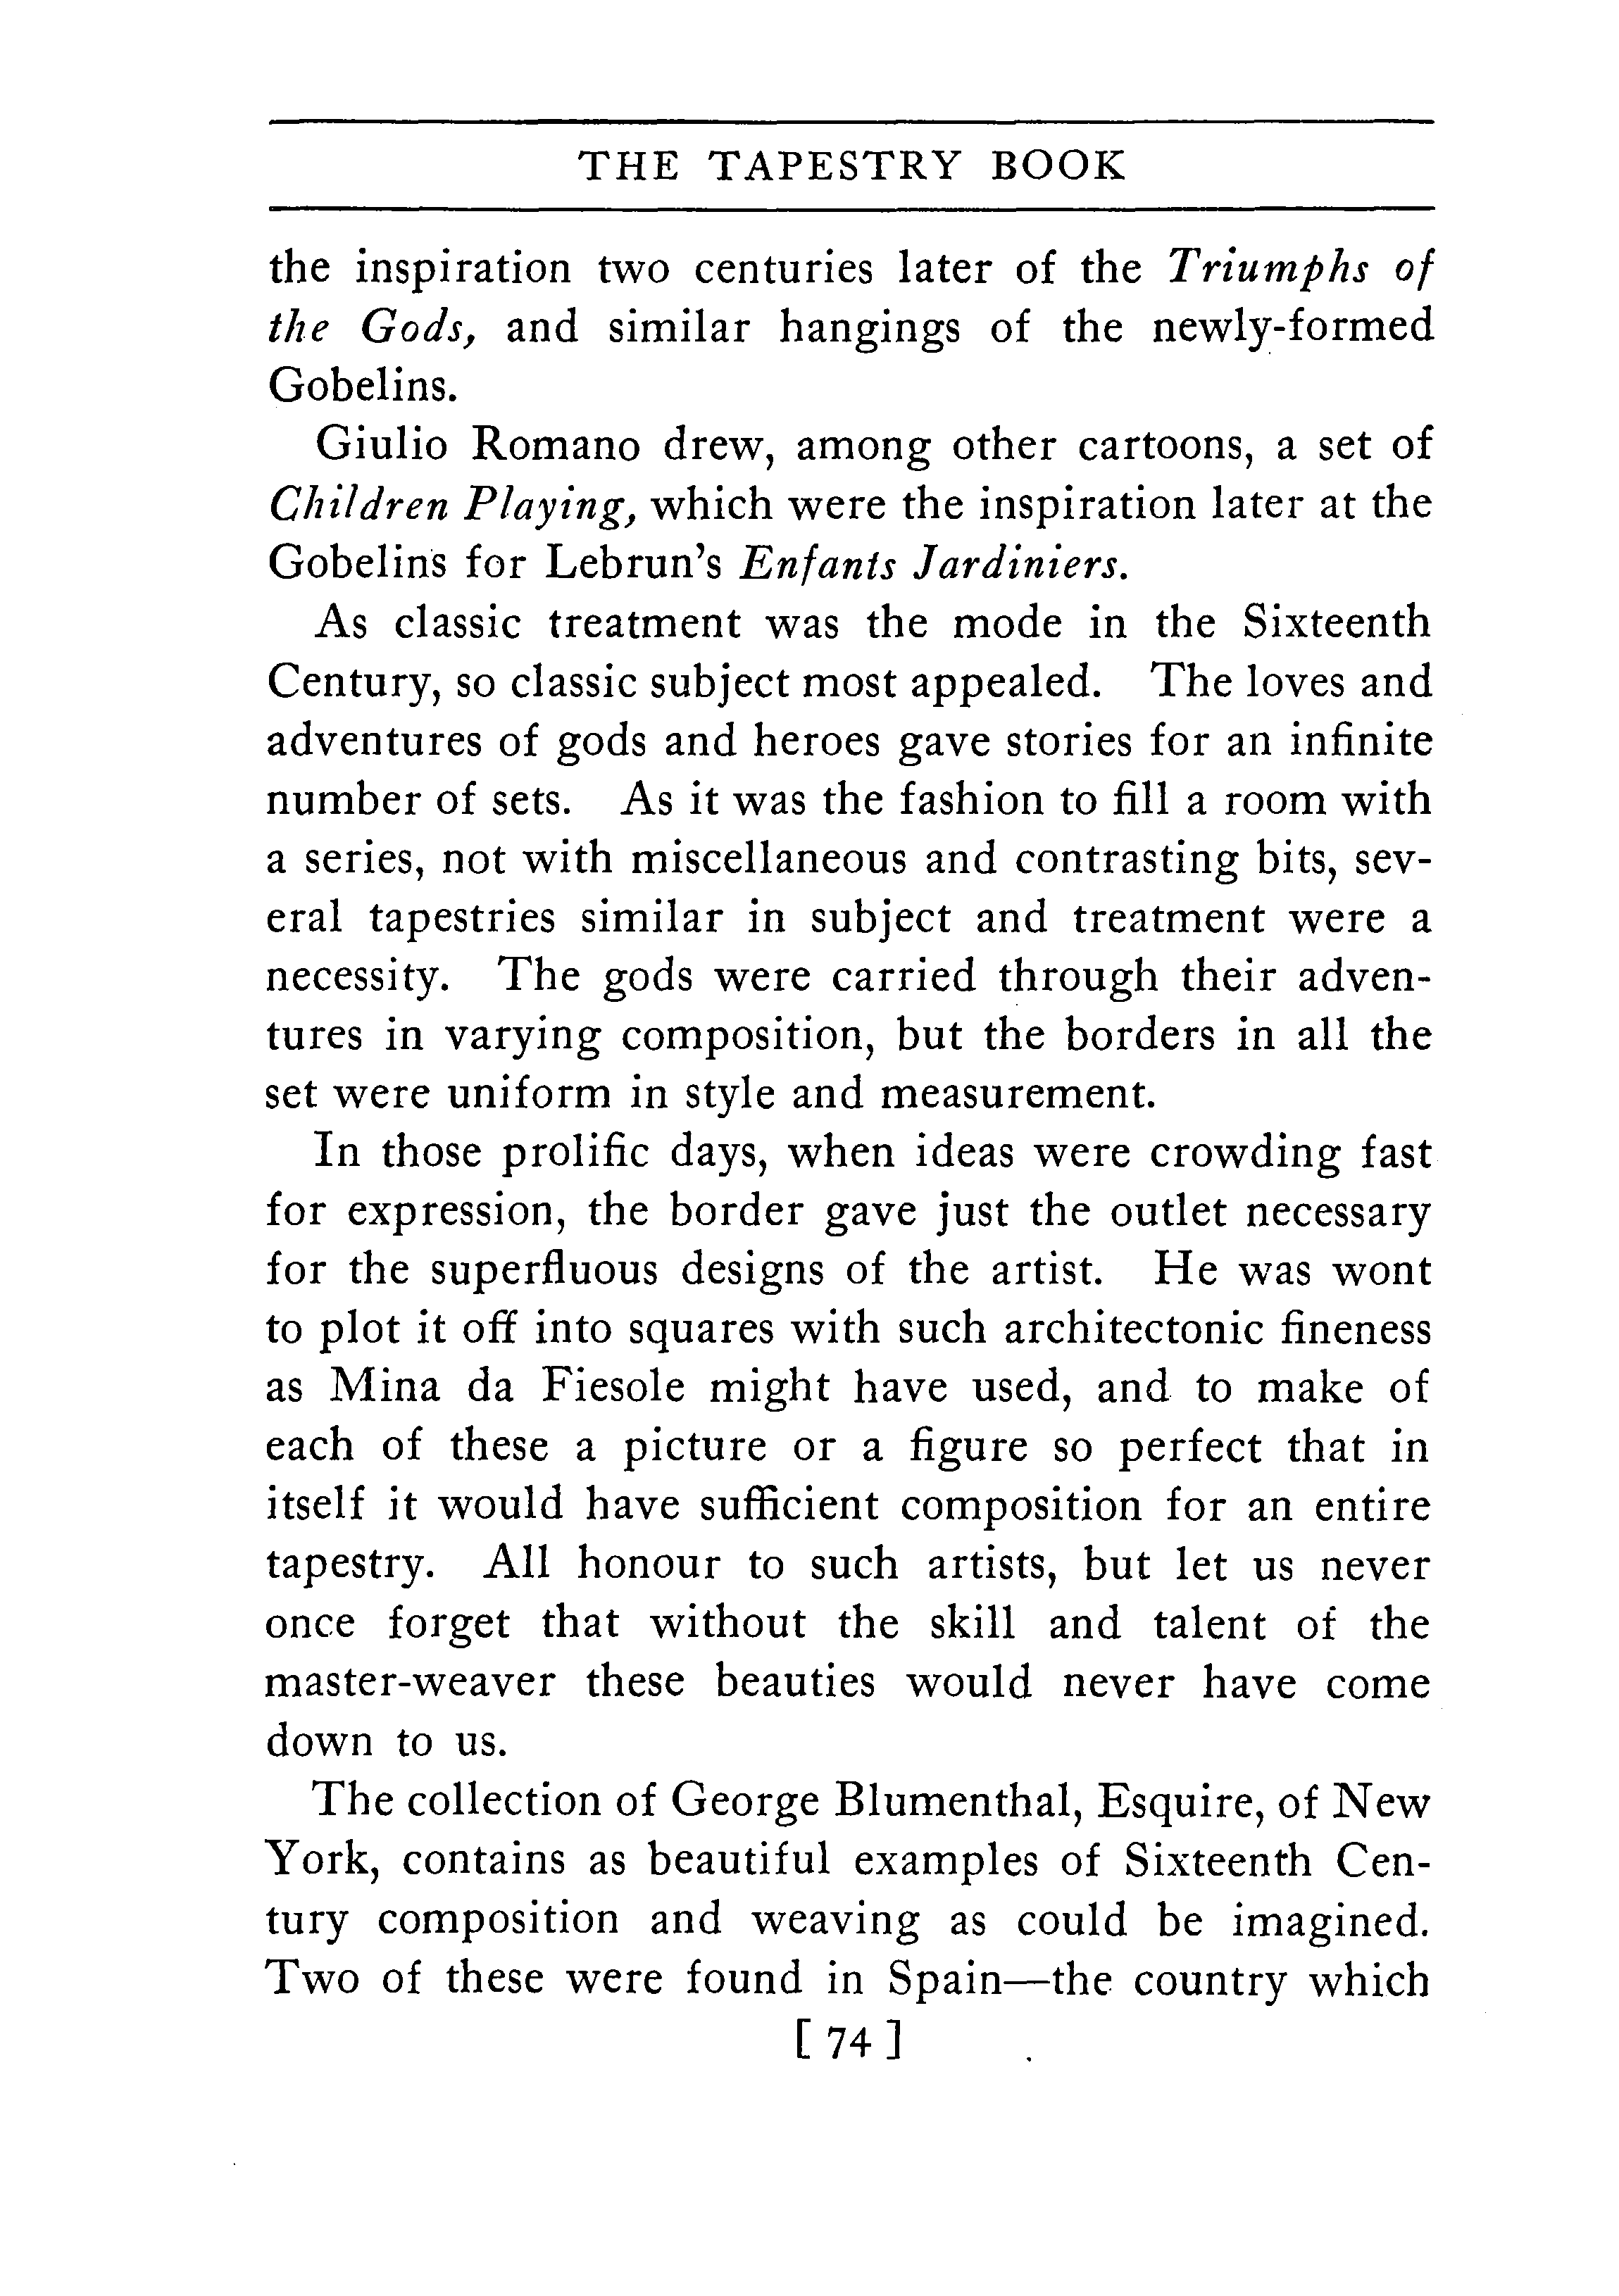 THE TAPESTRY BOOK
the inspiration two centuries later of the Triumphs of
the Gods, and similar hangings of the newly-formed
Gobelins.
Giulio Romano drew, among other cartoons, a set of
Children Playing, which were the inspiration later at the
Gobelins for Lebrun's Enfants Jardiniers.
As classic treatment was the mode in the Sixteenth
Century, so classic subject most appealed. The loves and
adventures of gods and heroes gave stories for an infinite
number of sets. As it was the fashion to fill a room with
a series, not with miscellaneous and contrasting bits, sev-
eral tapestries similar in subject and treatment were a
necessity. The gods were carried through their adven-
tures in varying composition, but the borders in all the
set were uniform in style and measurement.
In those prolific days, when ideas were crowding fast
for expression, the border gave just the outlet necessary
for the superfluous designs of the artist. He was wont
to plot it off into squares with such architectonic fineness
as Mina da Fiesole might have used, and to make of
each of these a picture or a figure so perfect that in
itself it would have sufficient composition for an entire
tapestry. All honour to such artists, but let us never
once forget that without the skill and talent of the
master-weaver these beauties would never have come
down to us.
The collection of George Blumenthal, Esquire, of New
York, contains as beautiful examples of Sixteenth Cen-
tury composition and weaving as could be imagined.
Two of these were found in Spain—the country which
[ 74 ]